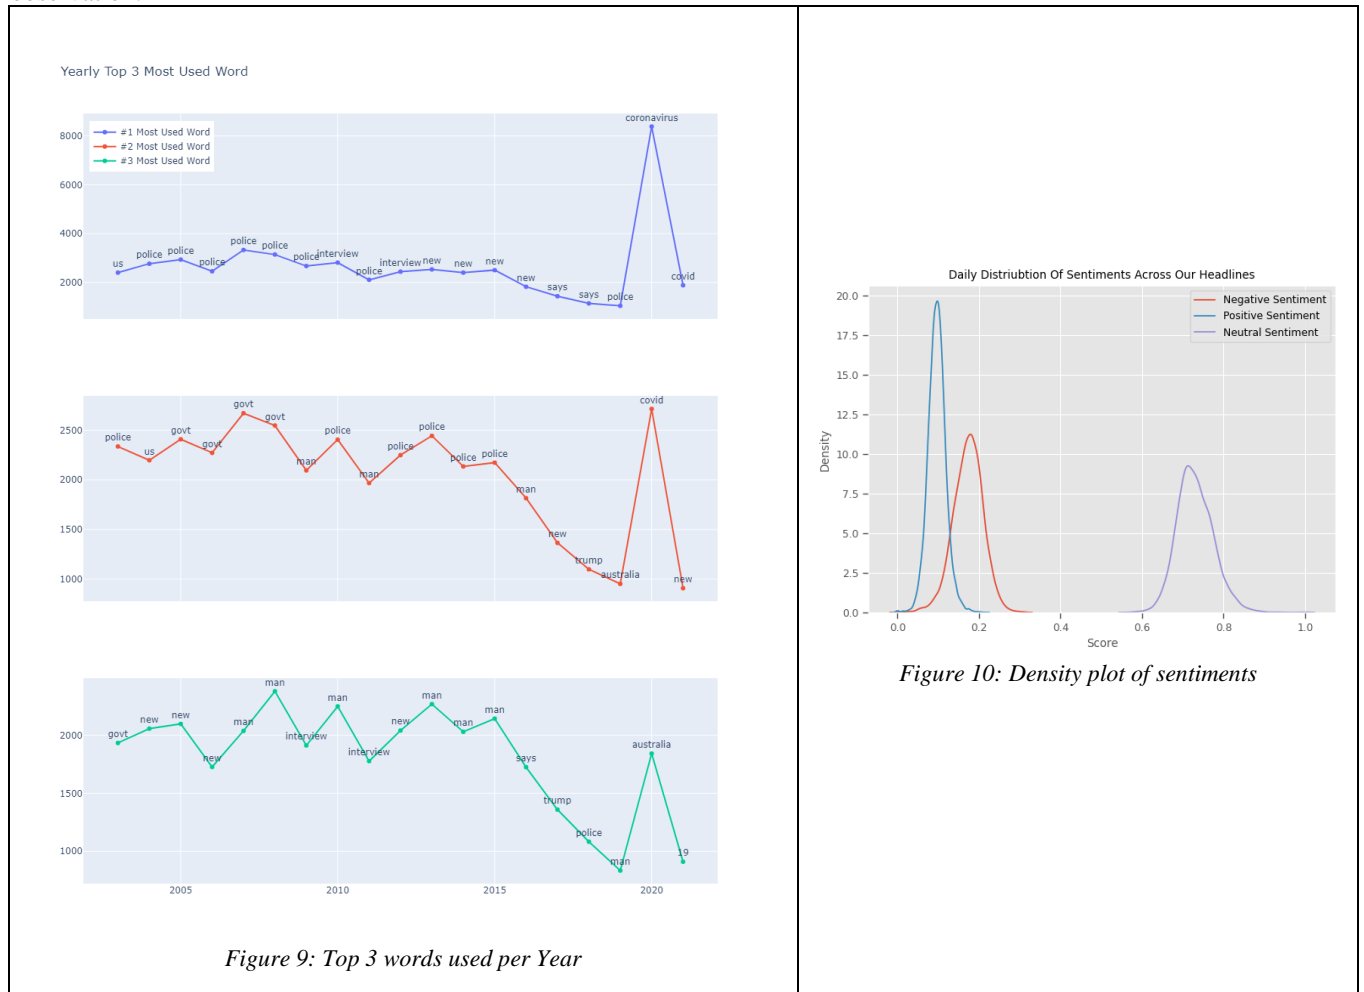 Yearly Top 3 Most Used Word
#1 Most Used Word
#2 Most Used Word
#3 Most Used Word
8000
6000
4000
2000
us
police
police
police
police
police
police
interview
police
interview
new
new
new
new
says
says
police
coronavirus
covid
2500
2000
1500
1000
police
us
govt
govt
govt
govt
man
police
man
police
police
police
police
man
new
trump
australia
covid
new
2000
1500
1000
govt
new
new
new
man
man
interview
man
interview
new
man
man
man
says
trump
police
man
australia
19
2005
2010
2015
2020
Figure 9: Top 3 words used per Year
Daily Distriubtion Of Sentiments Across Our Headlines
Negative Sentiment
Positive Sentiment
Neutral Sentiment
20.0
17.5
15.0
12.5
10.0
7.5
5.0
2.5
0.0
Density
0.0 0.2 0.4 0.6 0.8 1.0
Score
Figure 10: Density plot of sentiments